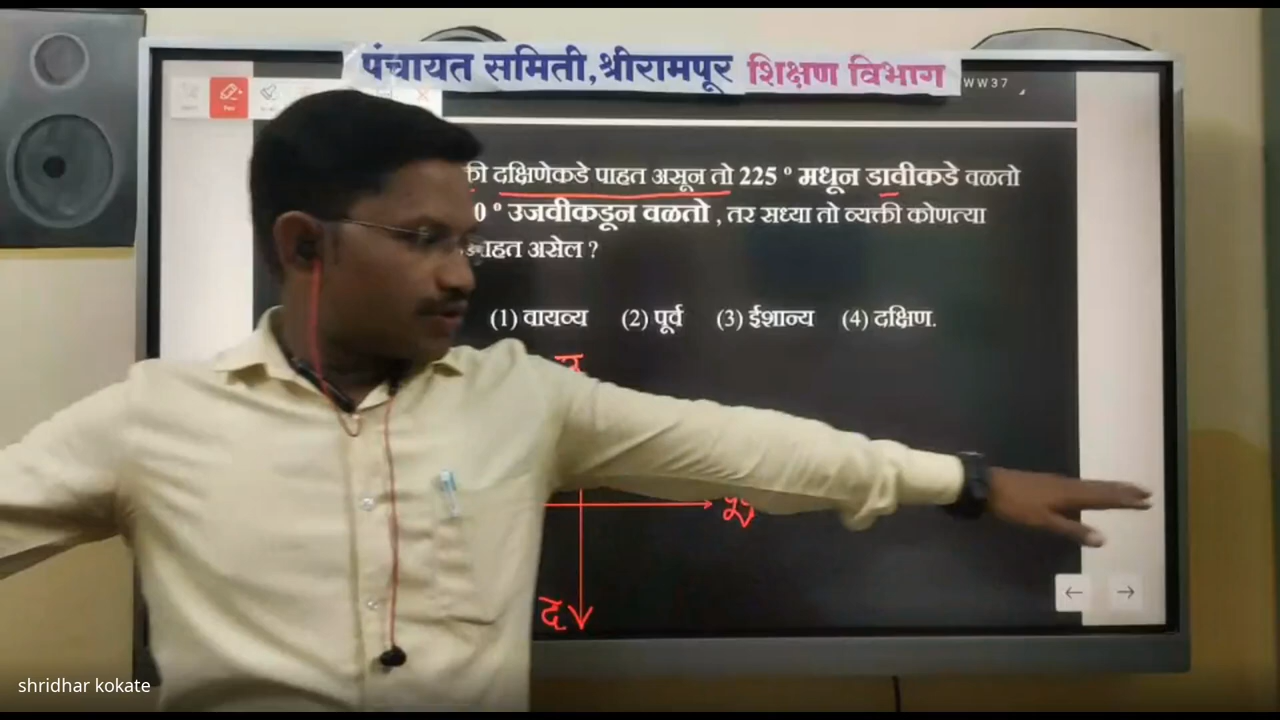 पंचायत समिती,श्रीरामपूर शिक्षण विभाग
WW37
दक्षिणेकडे पाहत असून तो 225 ° मधून डावीकडे वळतो
0 ° उजवीकडून वळतो , तर सध्या तो व्यक्ती कोणत्या
पाहत असेल ?
(1) वायव्य (2) पूर्व (3) ईशान्य (4) दक्षिण.
पू
द
shridhar kokate